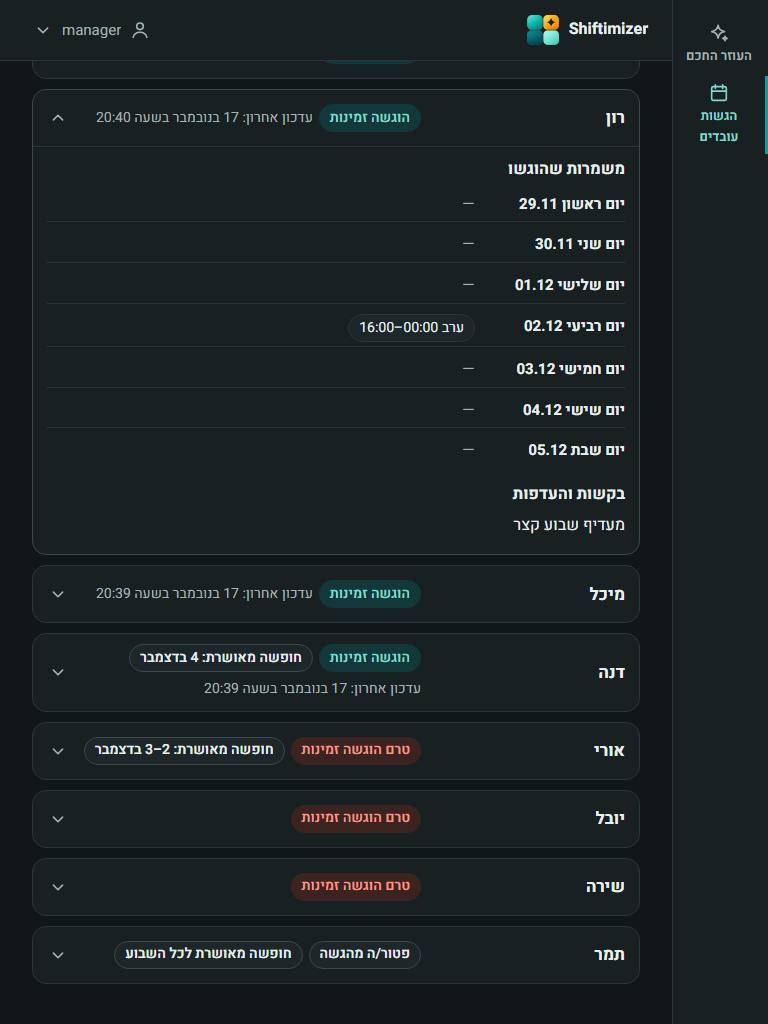 Shiftimizer
manager
העוזר החכם
הגשות
עובדים
רון
הוגשה זמינות
עדכון אחרון: 17 בנובמבר בשעה 20:40
משמרות שהוגשו
יום ראשון 29.11 —
יום שני 30.11 —
יום שלישי 01.12 —
יום רביעי 02.12 ערב 16:00–00:00
יום חמישי 03.12 —
יום שישי 04.12 —
יום שבת 05.12 —
בקשות והעדפות
מעדיף שבוע קצר
מיכל
הוגשה זמינות
עדכון אחרון: 17 בנובמבר בשעה 20:39
דנה
הוגשה זמינות
חופשה מאושרת: 4 בדצמבר
עדכון אחרון: 17 בנובמבר בשעה 20:39
אורי
טרם הוגשה זמינות
חופשה מאושרת: 2–3 בדצמבר
יובל
טרם הוגשה זמינות
שירה
טרם הוגשה זמינות
תמר
פטור/ה מהגשה
חופשה מאושרת לכל השבוע